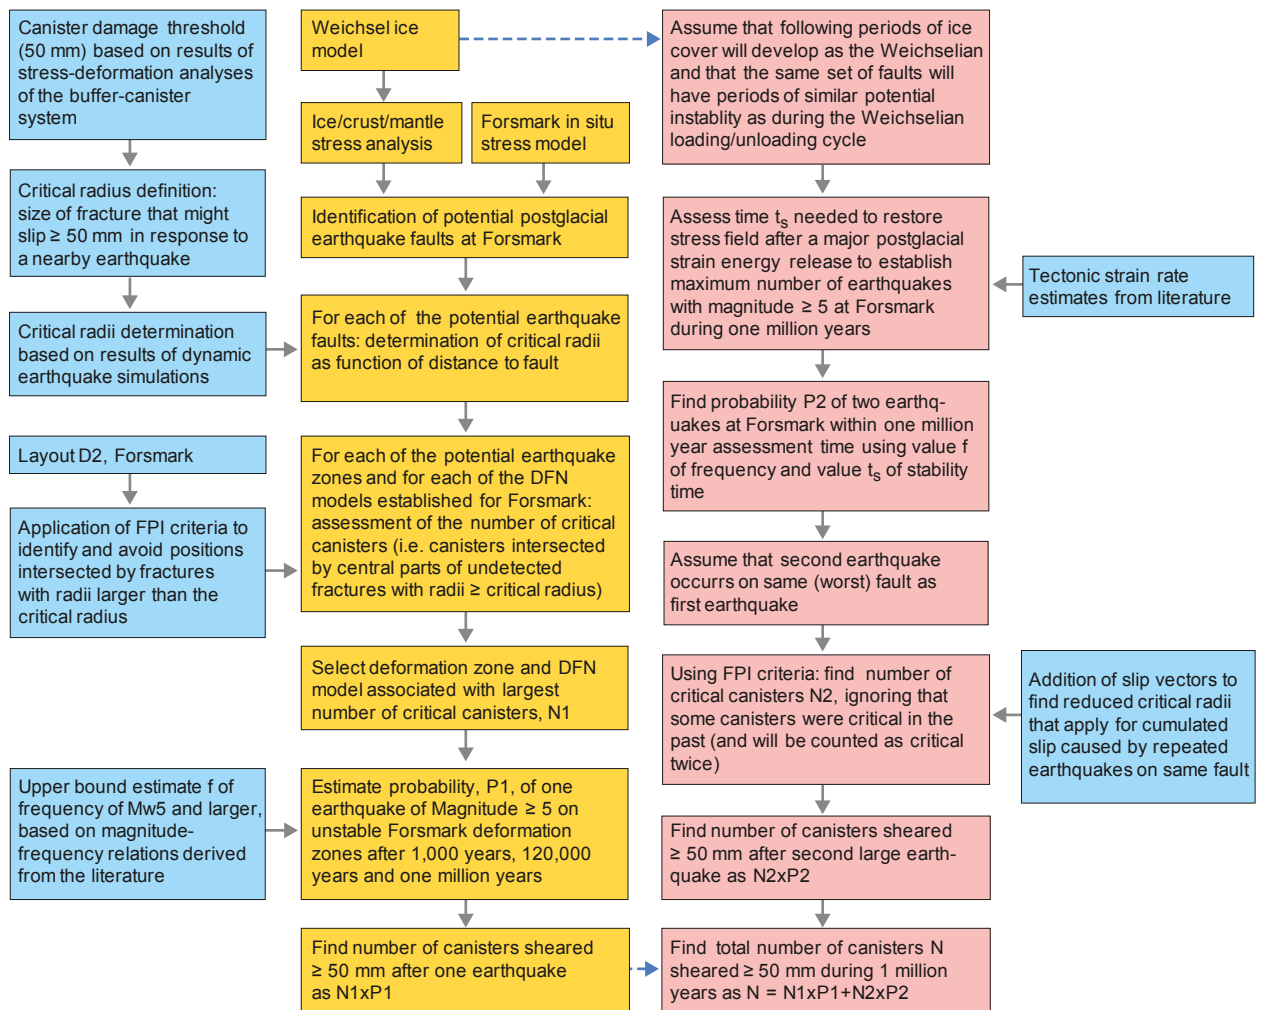 Canister damage threshold
(50 mm) based on results of
stress-deformation analyses
of the buffer-canister
system
Critical radius definition:
size of fracture that might
slip ≥ 50 mm in response to
a nearby earthquake
Critical radii determination
based on results of dynamic
earthquake simulations
Layout D2, Forsmark
Application of FPI criteria to
identify and avoid positions
intersected by fractures
with radii larger than the
critical radius
Upper bound estimate f of
frequency of Mw5 and larger,
based on magnitude-
frequency relations derived
from the literature
Weichsel ice
model
Ice/crust/mantle
stress analysis
Forsmark in situ
stress model
Identification of potential postglacial
earthquake faults at Forsmark
For each of the potential earthquake
faults: determination of critical radii
as function of distance to fault
For each of the potential earthquake
zones and for each of the DFN
models established for Forsmark:
assessment of the number of critical
canisters (i.e. canisters intersected
by central parts of undetected
fractures with radii ≥ critical radius)
Select deformation zone and DFN
model associated with largest
number of critical canisters, N1
Estimate probability, P1, of one
earthquake of Magnitude ≥ 5 on
unstable Forsmark deformation
zones after 1,000 years, 120,000
years and one million years
Find number of canisters sheared
≥ 50 mm after one earthquake
as N1xP1
Assume that following periods of ice
cover will develop as the Weichselian
and that the same set of faults will
have periods of similar potential
instablity as during the Weichselian
loading/unloading cycle
Assess time ts needed to restore
stress field after a major postglacial
strain energy release to establish
maximum number of earthquakes
with magnitude ≥ 5 at Forsmark
during one million years
Find probability P2 of two earthq-
uakes at Forsmark within one million
year assessment time using value f
of frequency and value ts of stability
time
Assume that second earthquake
occurrs on same (worst) fault as
first earthquake
Using FPI criteria: find number of
critical canisters N2, ignoring that
some canisters were critical in the
past (and will be counted as critical
twice)
Find number of canisters sheared
≥ 50 mm after second large earth-
quake as N2xP2
Find total number of canisters N
sheared ≥ 50 mm during 1 million
years as N = N1xP1+N2xP2
Tectonic strain rate
estimates from literature
Addition of slip vectors to
find reduced critical radii
that apply for cumulated
slip caused by repeated
earthquakes on same fault